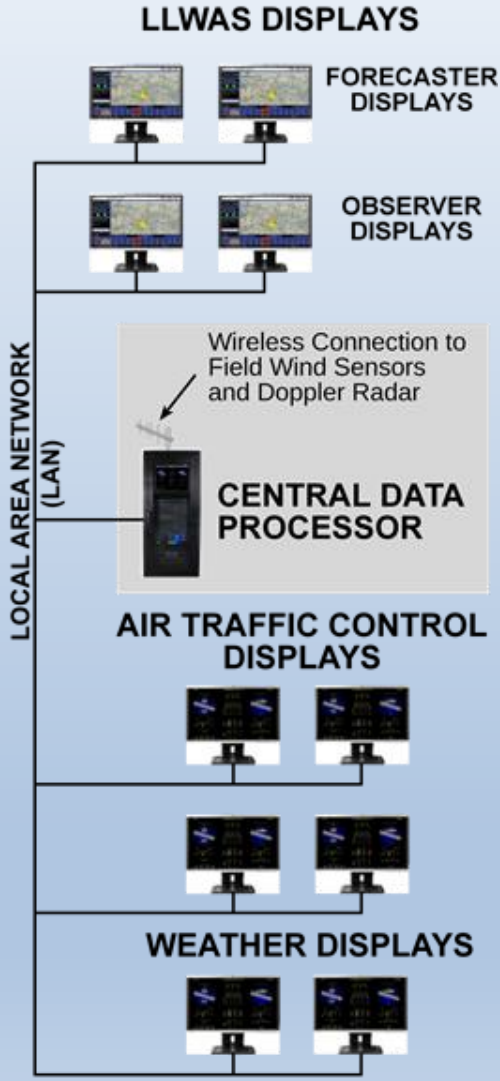 LLWAS DISPLAYS
FORECASTER
DISPLAYS
OBSERVER
DISPLAYS
LOCAL AREA NETWORK
(LAN)
Wireless Connection to
Field Wind Sensors
and Doppler Radar
CENTRAL DATA
PROCESSOR
AIR TRAFFIC CONTROL
DISPLAYS
WEATHER DISPLAYS